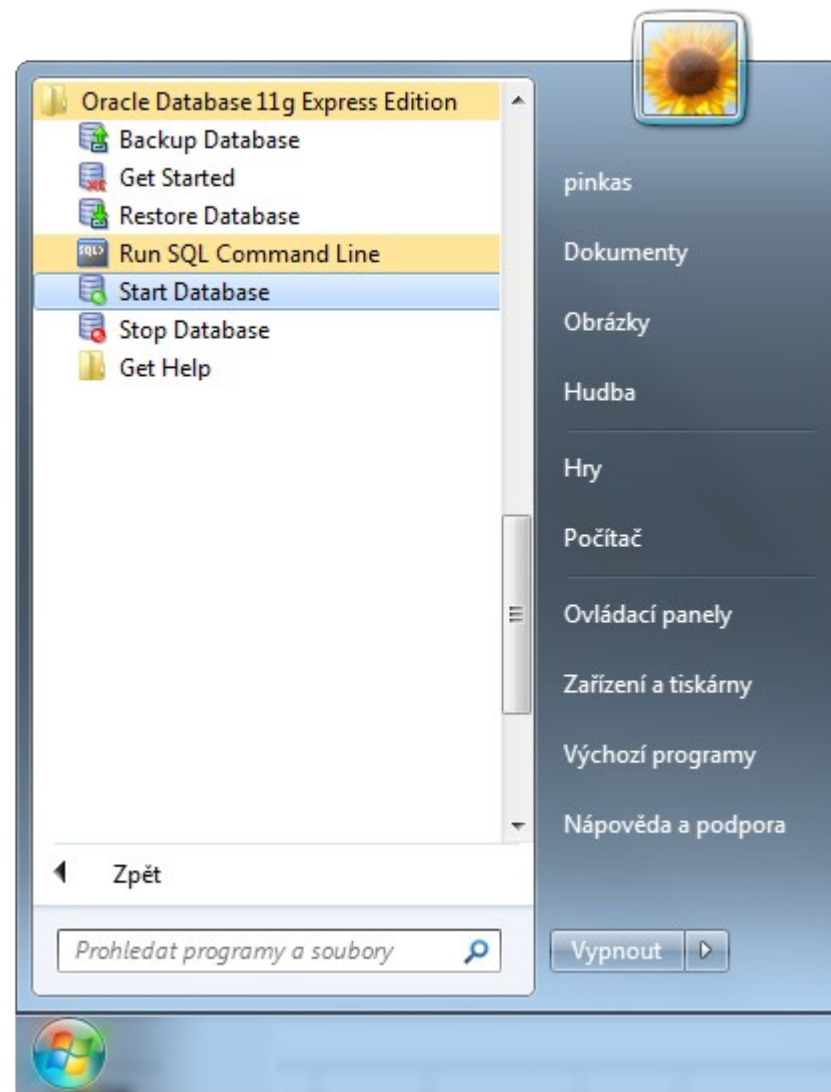 Oracle Database 11g Express Edition
Backup Database
Get Started
Restore Database
Run SQL Command Line
Start Database
Stop Database
Get Help
Zpět
Prohledat programy a soubory
pinkas
Dokumenty
Obrázky
Hudba
Hry
Počítač
Ovládací panely
Zařízení a tiskárny
Výchozí programy
Nápověda a podpora
Vypnout